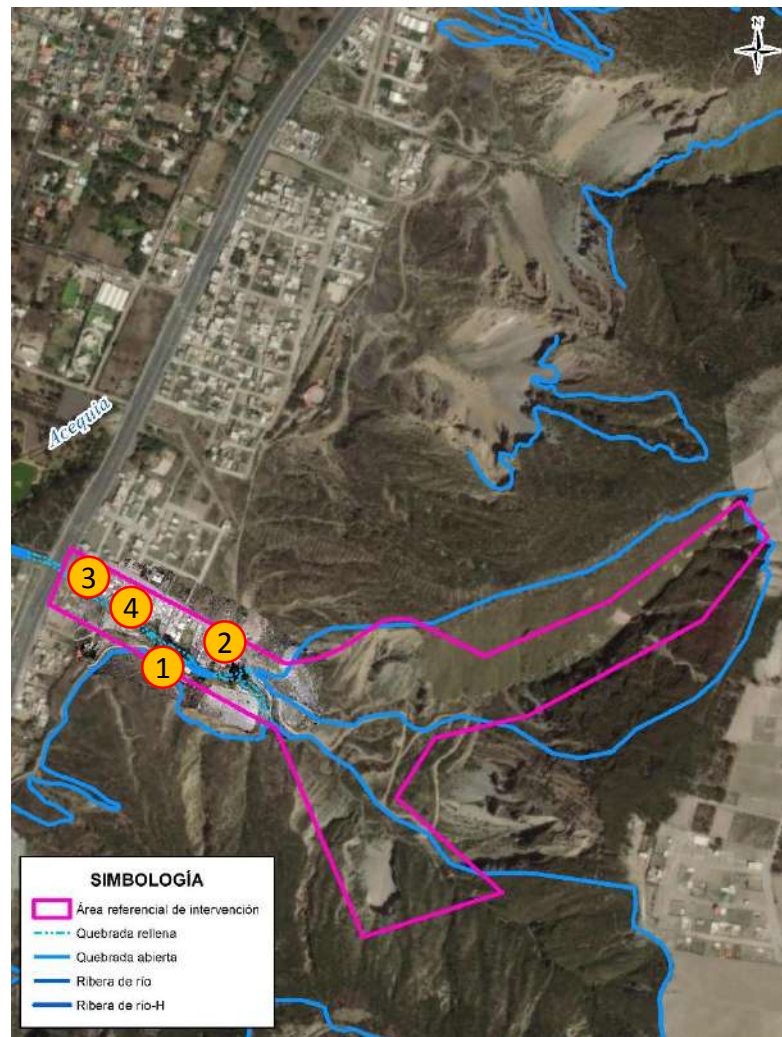 N
Acequia
3
4
2
1
SIMBOLOGÍA
Área referencial de intervención
Quebrada rellena
Quebrada abierta
Ribera de río
Ribera de río-H